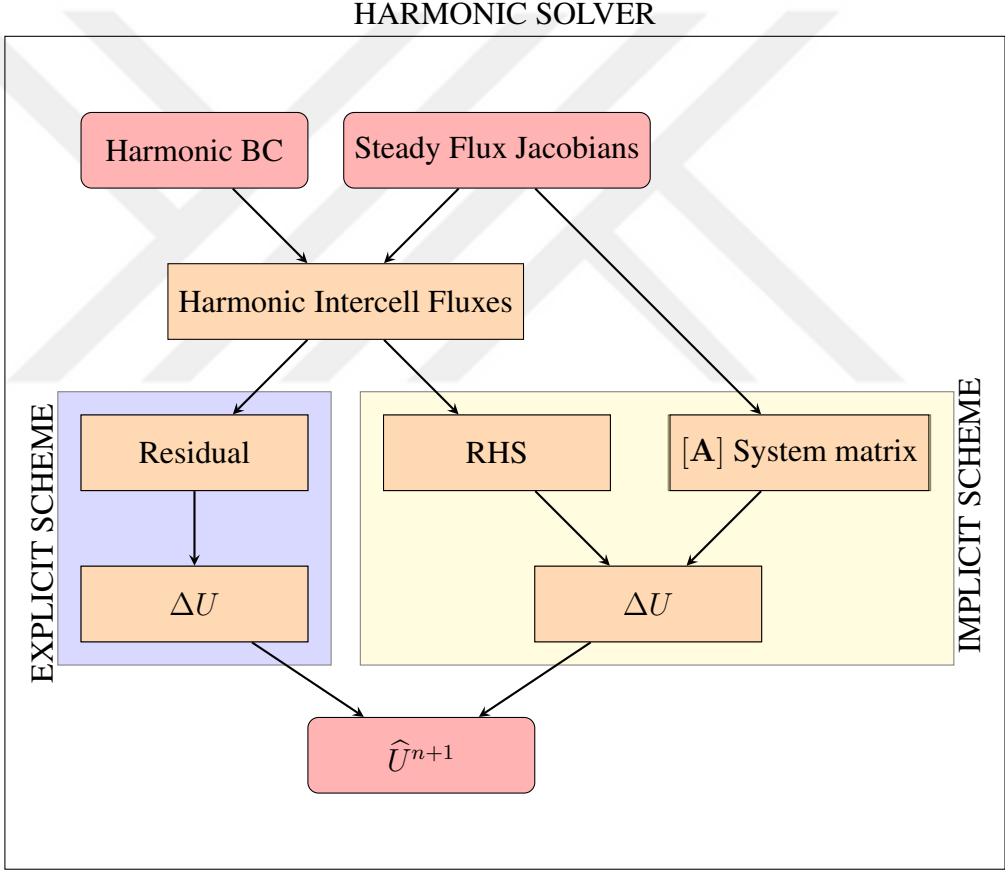 HARMONIC SOLVER
Harmonic BC
Steady Flux Jacobians
Harmonic Intercell Fluxes
EXPLICIT SCHEME
Residual
RHS
[A] System matrix
IMPLICIT SCHEME
ΔU
ΔU
Û^{n+1}